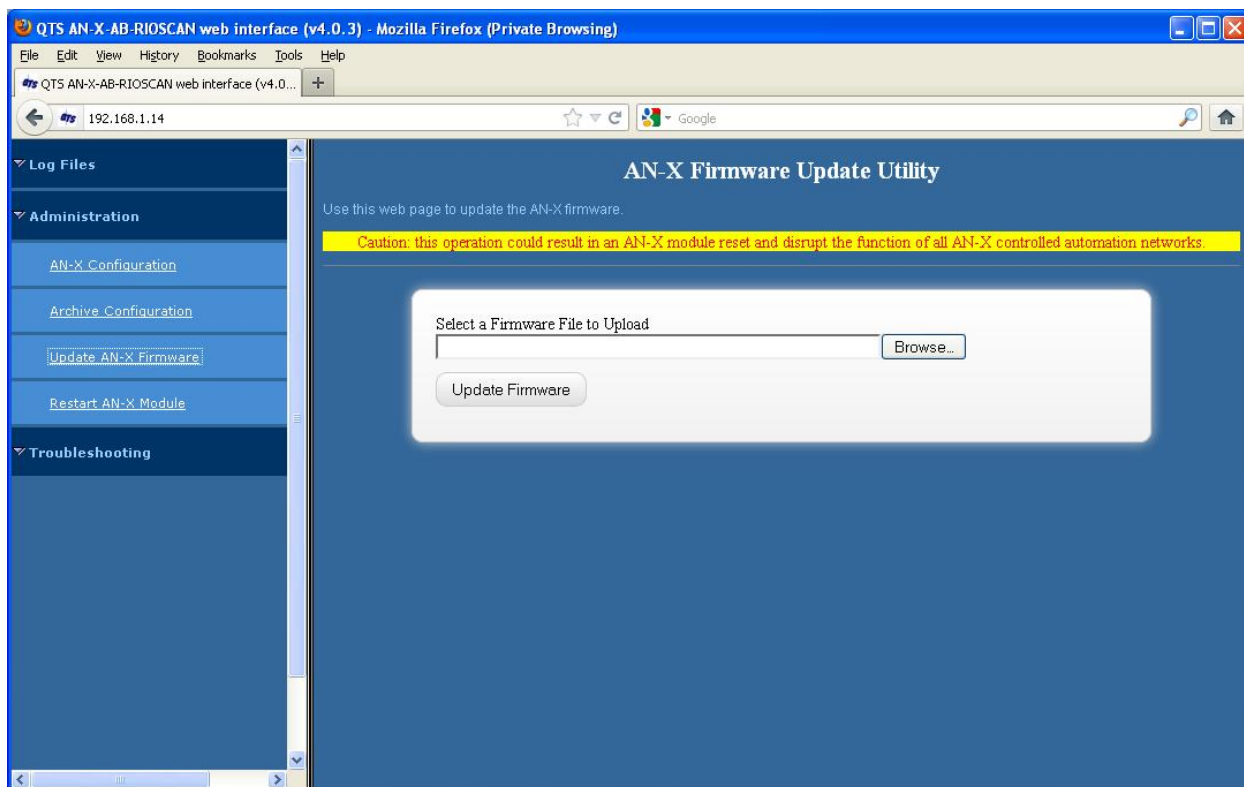 QTS AN-X-AB-RIOSCAN web interface (v4.0.3) - Mozilla Firefox (Private Browsing)
File Edit View History Bookmarks Tools Help
QTS AN-X-AB-RIOSCAN web interface (v4.0... +
192.168.1.14 Google
Log Files
Administration
AN-X Configuration
Archive Configuration
Update AN-X Firmware
Restart AN-X Module
Troubleshooting
AN-X Firmware Update Utility
Use this web page to update the AN-X firmware.
Caution: this operation could result in an AN-X module reset and disrupt the function of all AN-X controlled automation networks.
Select a Firmware File to Upload
Browse...
Update Firmware